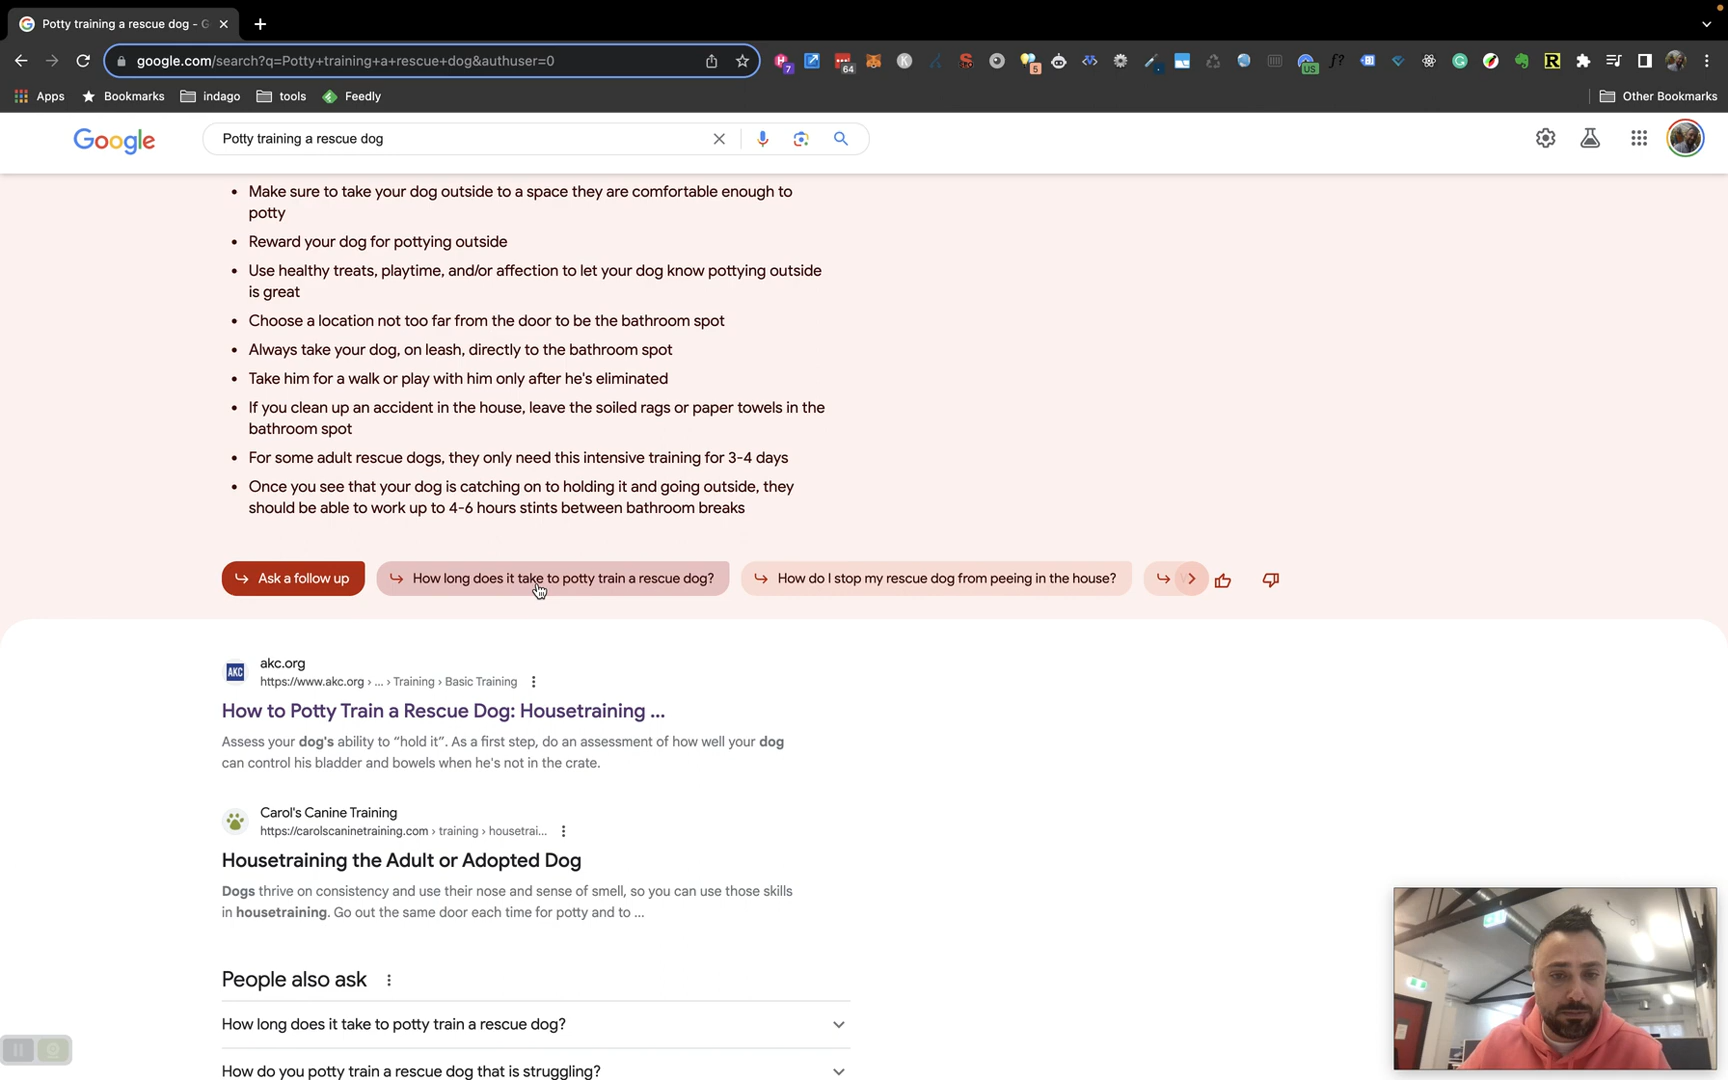 Potty training a rescue dog - G
google.com/search?q=Potty+training+a+rescue+dog&authuser=0
7
64
5
US
f?
R
Apps
Bookmarks
indago
tools
Feedly
Other Bookmarks
Google
Potty training a rescue dog
• Make sure to take your dog outside to a space they are comfortable enough to
potty
• Reward your dog for pottying outside
• Use healthy treats, playtime, and/or affection to let your dog know pottying outside
is great
• Choose a location not too far from the door to be the bathroom spot
• Always take your dog, on leash, directly to the bathroom spot
• Take him for a walk or play with him only after he's eliminated
• If you clean up an accident in the house, leave the soiled rags or paper towels in the
bathroom spot
• For some adult rescue dogs, they only need this intensive training for 3-4 days
• Once you see that your dog is catching on to holding it and going outside, they
should be able to work up to 4-6 hours stints between bathroom breaks
Ask a follow up
How long does it take to potty train a rescue dog?
How do I stop my rescue dog from peeing in the house?
AKC
akc.org
https://www.akc.org › ... › Training › Basic Training
How to Potty Train a Rescue Dog: Housetraining ...
Assess your dog's ability to “hold it”. As a first step, do an assessment of how well your dog
can control his bladder and bowels when he's not in the crate.
Carol's Canine Training
https://carolscaninetraining.com › training › housetrai...
Housetraining the Adult or Adopted Dog
Dogs thrive on consistency and use their nose and sense of smell, so you can use those skills
in housetraining. Go out the same door each time for potty and to ...
People also ask
How long does it take to potty train a rescue dog?
How do you potty train a rescue dog that is struggling?